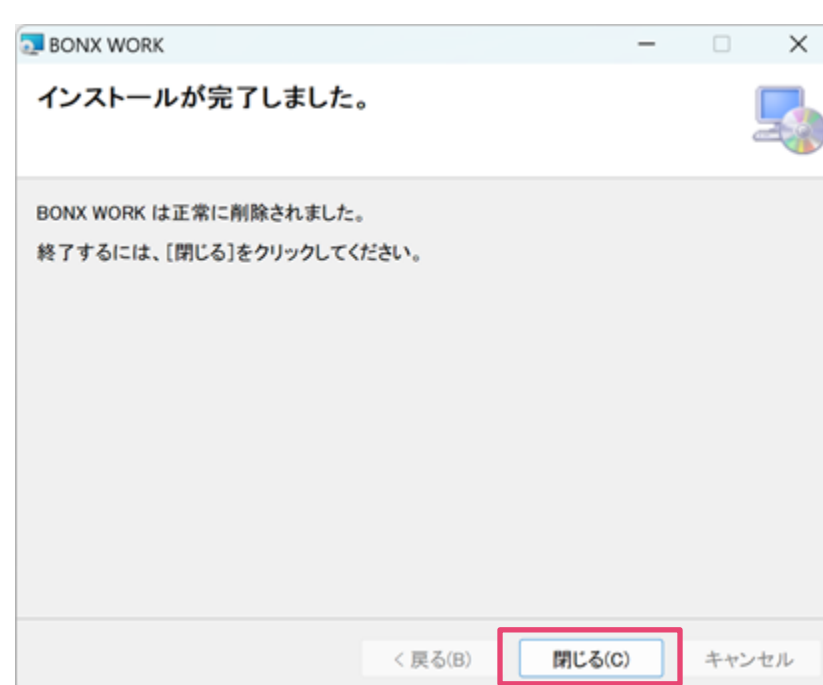 BONX WORK
インストールが完了しました。
BONX WORK は正常に削除されました。
終了するには、[閉じる]をクリックしてください。
< 戻る(B)
閉じる(C)
キャンセル